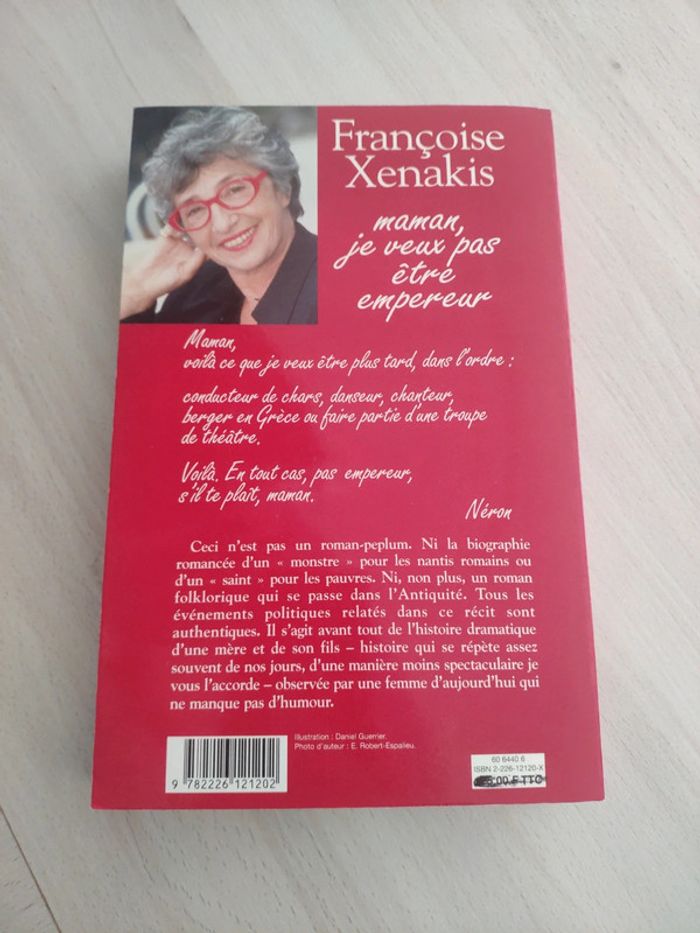 Françoise
Xenakis
maman,
je veux pas
être
empereur
Maman,
voilà ce que je veux être plus tard, dans l'ordre :
conducteur de chars, danseur, chanteur,
berger en Grèce ou faire partie d'une troupe
de théâtre.
Voilà. En tout cas, pas empereur,
s'il te plaît, maman.
Néron
Ceci n'est pas un roman-peplum. Ni la biographie
romancée d'un « monstre » pour les nantis romains ou
d'un « saint » pour les pauvres. Ni, non plus, un roman
folklorique qui se passe dans l'Antiquité. Tous les
événements politiques relatés dans ce récit sont
authentiques. Il s'agit avant tout de l'histoire dramatique
d'une mère et de son fils – histoire qui se répète assez
souvent de nos jours, d'une manière moins spectaculaire je
vous l'accorde – observée par une femme d'aujourd'hui qui
ne manque pas d'humour.
Illustration : Daniel Guerrier.
Photo d'auteur : E. Robert-Espalieu.
9 782226 121202
60 6440 6
ISBN 2-226-12120-X
,00 F TTC